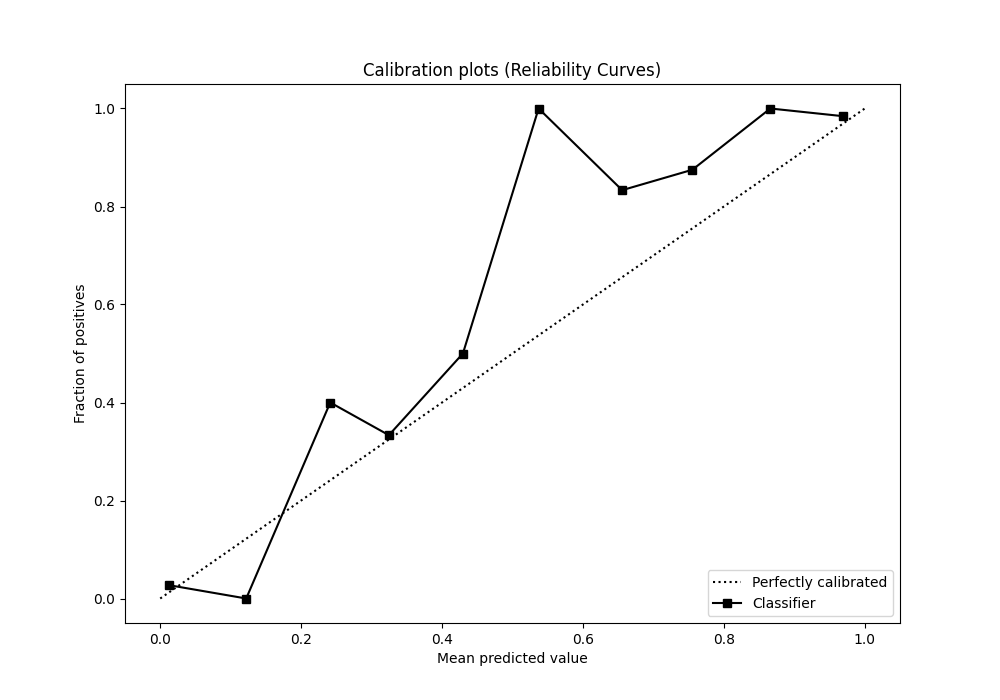 Calibration plots (Reliability Curves)
1.0
0.8
0.6
0.4
0.2
0.0
Fraction of positives
0.0 0.2 0.4 0.6 0.8 1.0
Mean predicted value
Perfectly calibrated
Classifier